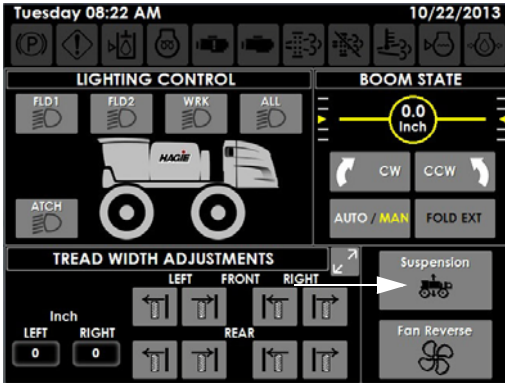 Tuesday 08:22 AM 10/22/2013
(P)
LIGHTING CONTROL
FLD1 FLD2 WRK ALL
HAGIE
ATCH
BOOM STATE
0.0
Inch
CW CCW
AUTO / MAN FOLD EXT
TREAD WIDTH ADJUSTMENTS
LEFT FRONT RIGHT
Inch
LEFT RIGHT
0 0
REAR
Suspension
Fan Reverse